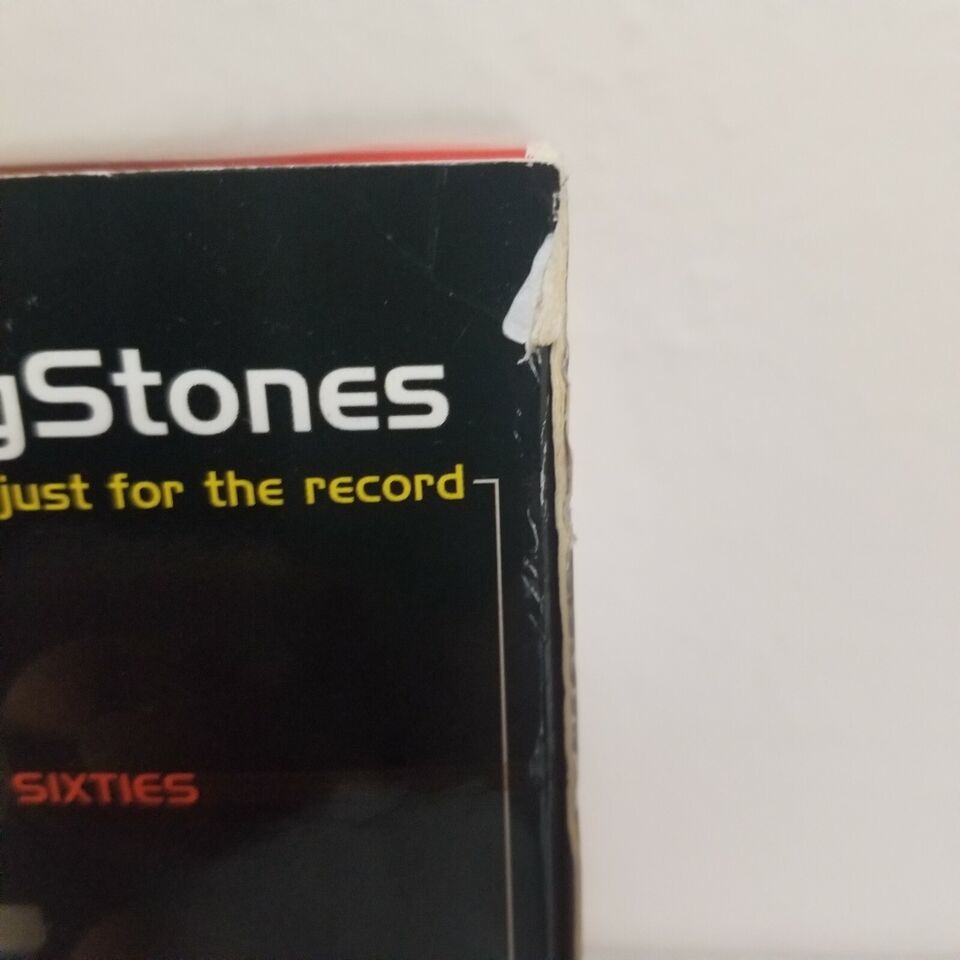 gStones
just for the record
SIXTIES